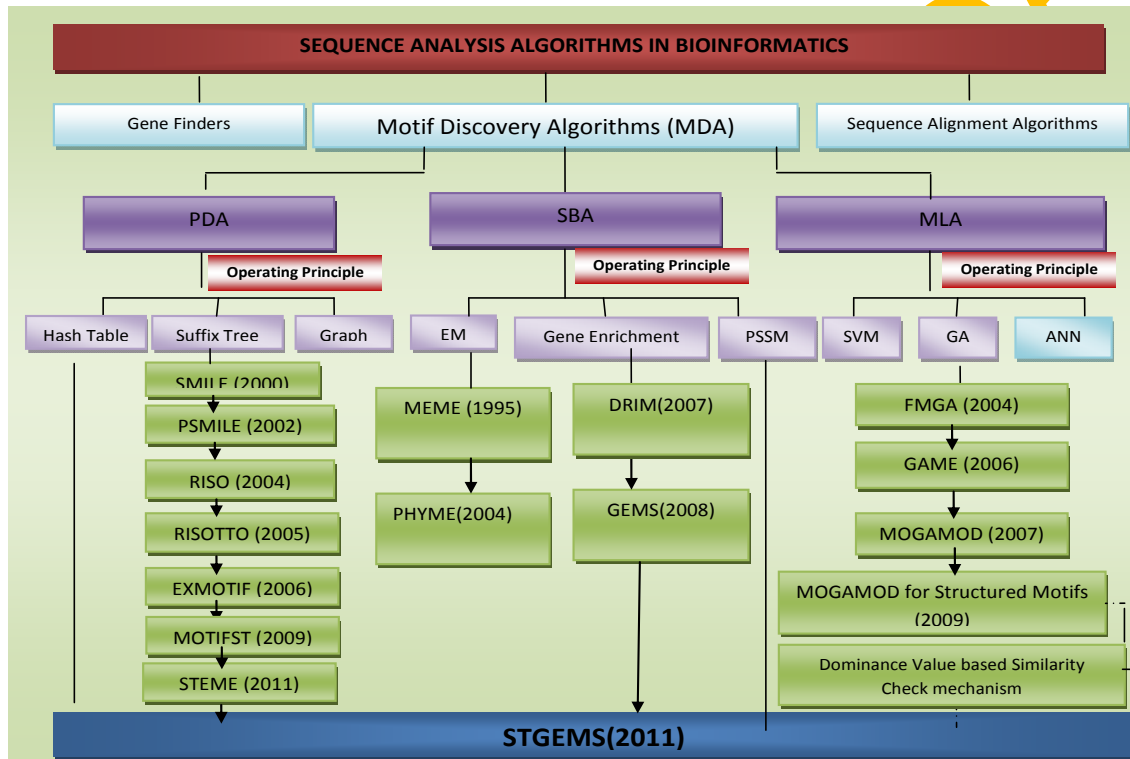 SEQUENCE ANALYSIS ALGORITHMS IN BIOINFORMATICS
Gene Finders
Motif Discovery Algorithms (MDA)
Sequence Alignment Algorithms
PDA
SBA
MLA
Operating Principle
Operating Principle
Operating Principle
Hash Table
Suffix Tree
Graph
EM
Gene Enrichment
PSSM
SVM
GA
ANN
SMILE (2000)
PSMILE (2002)
RISO (2004)
RISOTTO (2005)
EXMOTIF (2006)
MOTIFST (2009)
STEME (2011)
MEME (1995)
PHYME(2004)
DRIM(2007)
GEMS(2008)
FMGA (2004)
GAME (2006)
MOGAMOD (2007)
MOGAMOD for Structured Motifs
(2009)
Dominance Value based Similarity
Check mechanism
STGEMS(2011)